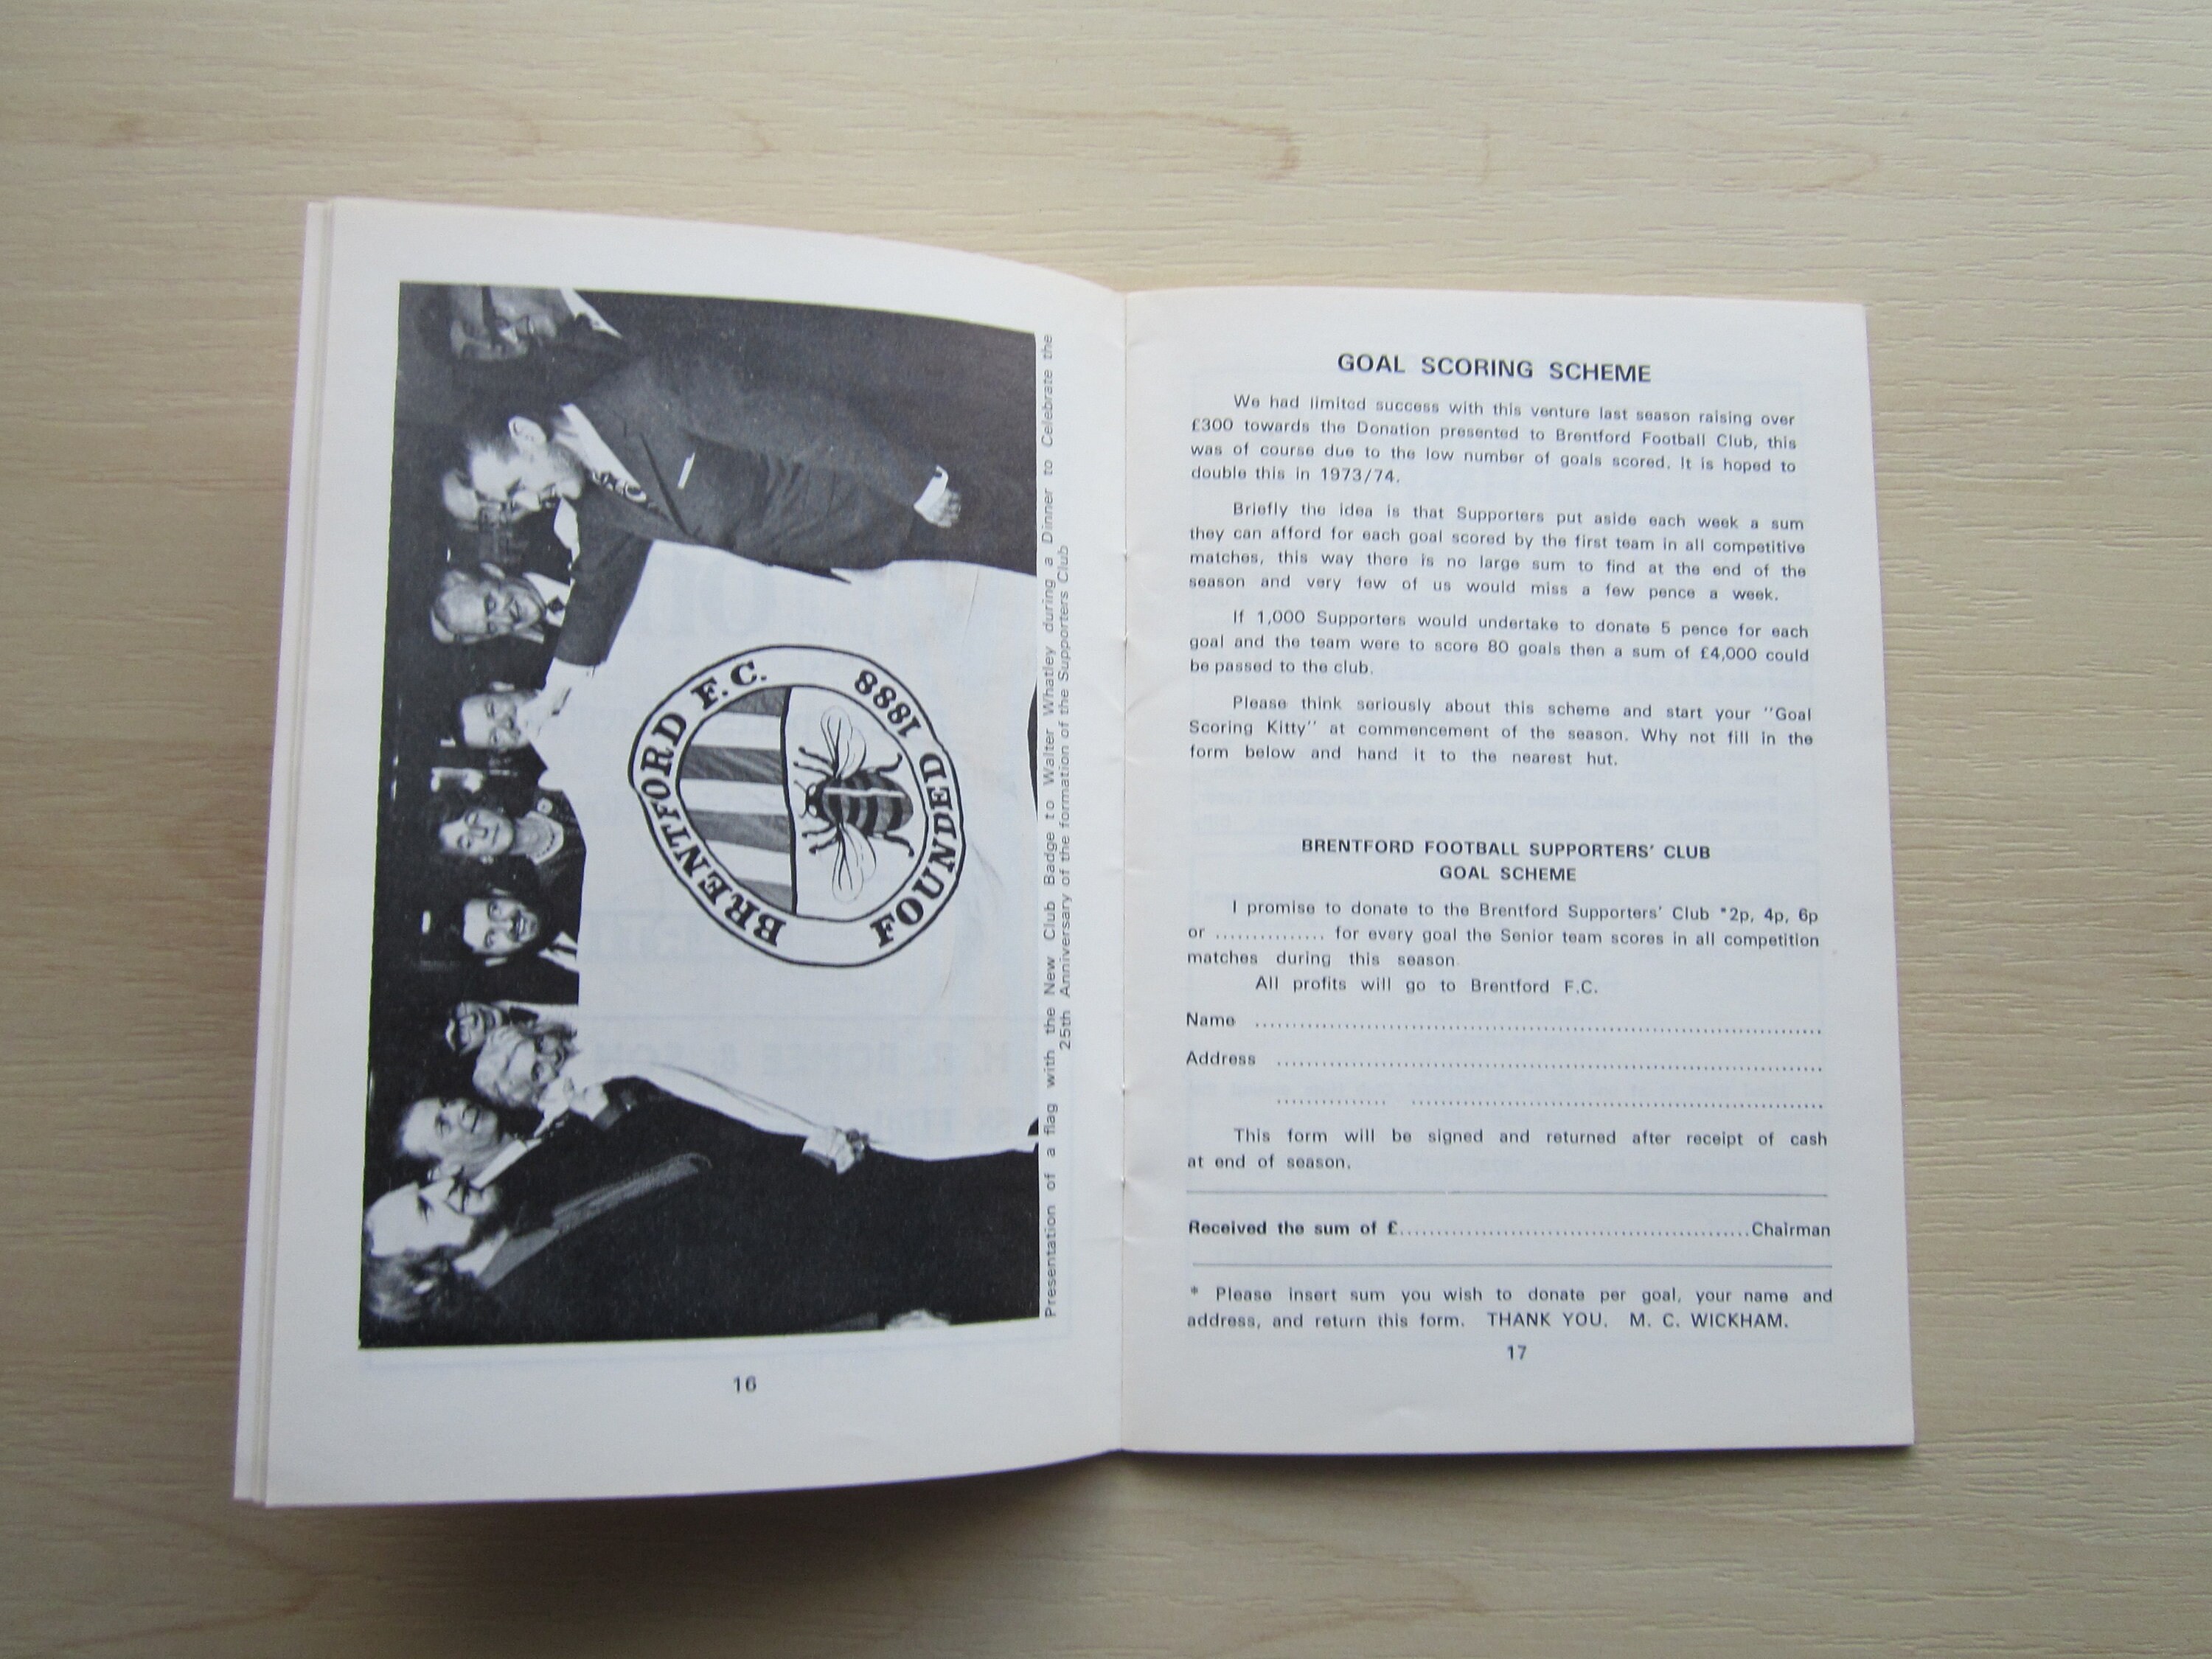 BRENTFORD F.C.
FOUNDED 1888
Presentation of a flag with the New Club Badge to Walter Whatley during a Dinner to Celebrate the
25th Anniversary of the formation of the Supporters Club
16
GOAL SCORING SCHEME
We had limited success with this venture last season raising over
£300 towards the Donation presented to Brentford Football Club, this
was of course due to the low number of goals scored. It is hoped to
double this in 1973/74.
Briefly the idea is that Supporters put aside each week a sum
they can afford for each goal scored by the first team in all competitive
matches, this way there is no large sum to find at the end of the
season and very few of us would miss a few pence a week.
If 1,000 Supporters would undertake to donate 5 pence for each
goal and the team were to score 80 goals then a sum of £4,000 could
be passed to the club.
Please think seriously about this scheme and start your "Goal
Scoring Kitty" at commencement of the season. Why not fill in the
form below and hand it to the nearest hut.
BRENTFORD FOOTBALL SUPPORTERS' CLUB
GOAL SCHEME
I promise to donate to the Brentford Supporters' Club *2p, 4p, 6p
or ............... for every goal the Senior team scores in all competition
matches during this season
All profits will go to Brentford F.C.
Name ..........................................................................
Address .......................................................................
............... .......................................................
This form will be signed and returned after receipt of cash
at end of season.
Received the sum of £................................................Chairman
* Please insert sum you wish to donate per goal, your name and
address, and return this form. THANK YOU. M. C. WICKHAM.
17